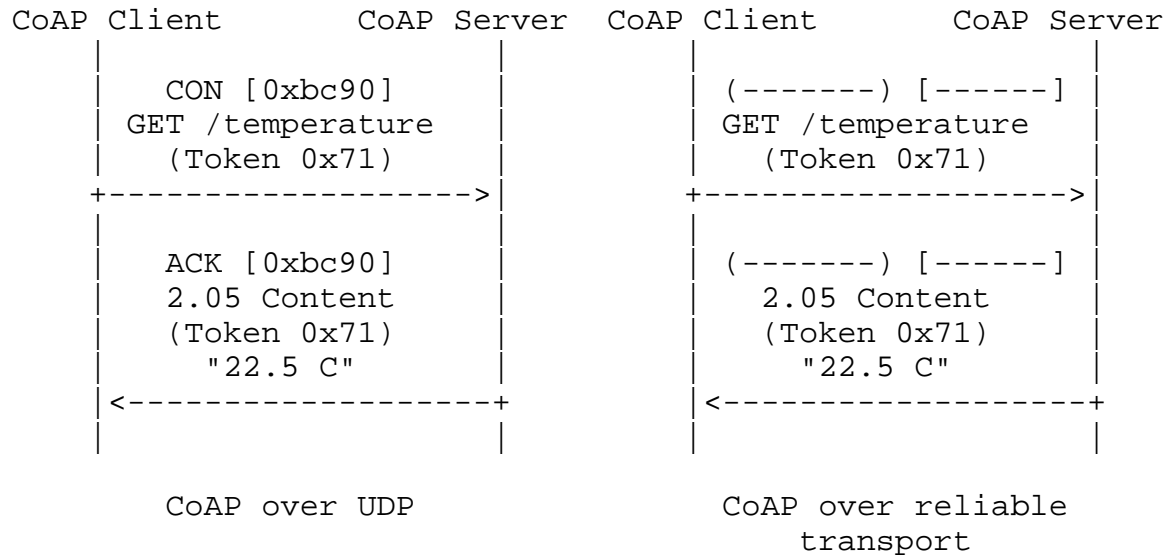 CoAP Client       CoAP Server  CoAP Client       CoAP Server
    |                    |         |                    |
    |   CON [0xbc90]     |         | (-------) [------] |
    | GET /temperature   |         | GET /temperature   |
    |   (Token 0x71)     |         |   (Token 0x71)     |
    +------------------->|         +------------------->|
    |                    |         |                    |
    |   ACK [0xbc90]     |         | (-------) [------] |
    |   2.05 Content     |         |   2.05 Content     |
    |   (Token 0x71)     |         |   (Token 0x71)     |
    |     "22.5 C"       |         |     "22.5 C"       |
    |<-------------------+         |<-------------------+
    |                    |         |                    |
        CoAP over UDP                CoAP over reliable
                                         transport